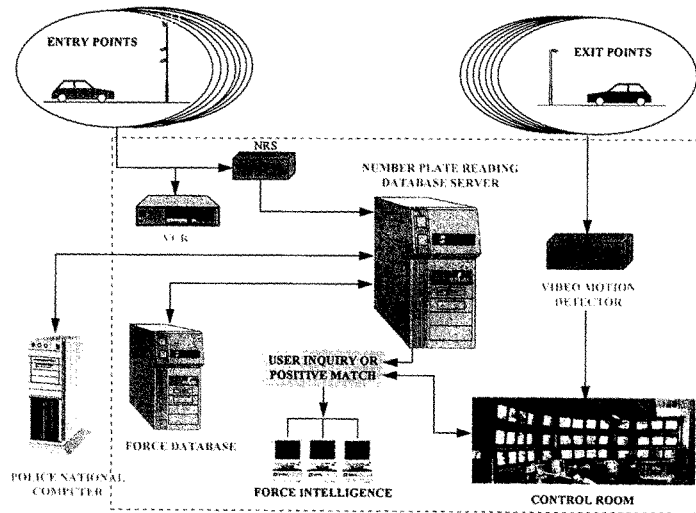 ENTRY POINTS
EXIT POINTS
NRS
NUMBER PLATE READING
DATABASE SERVER
VCR
VIDEO MOTION
DETECTOR
USER INQUIRY OR
POSITIVE MATCH
FORCE DATABASE
POLICE NATIONAL
COMPUTER
FORCE INTELLIGENCE
CONTROL ROOM